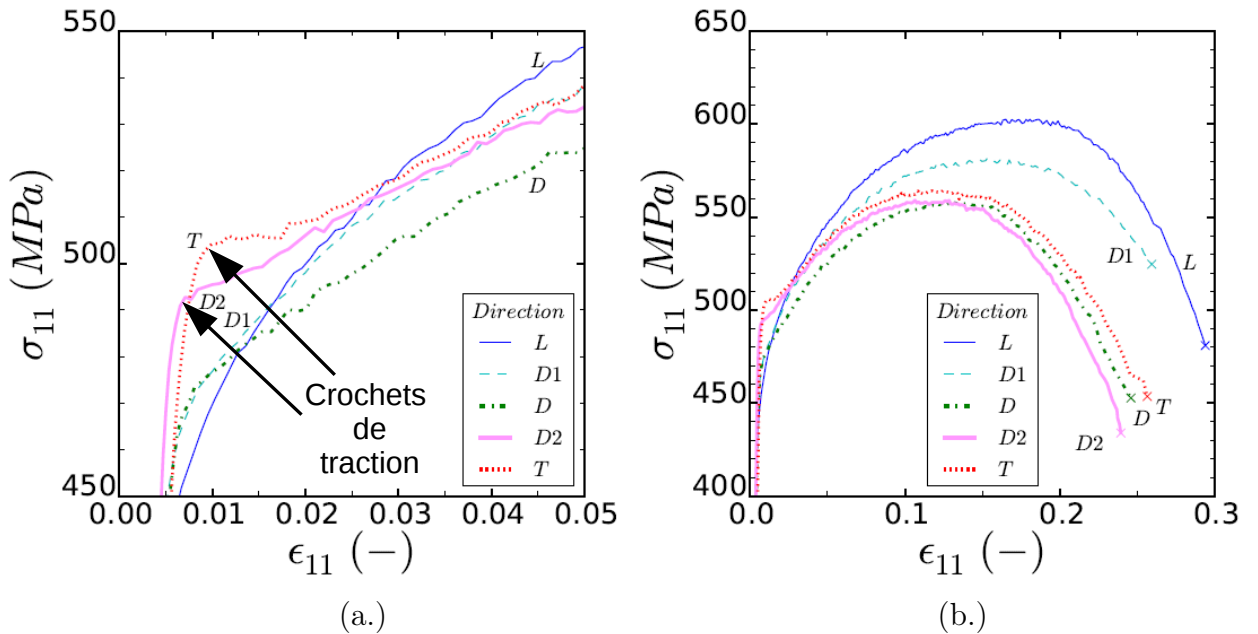 550
500
450
0.00 0.01 0.02 0.03 0.04 0.05
σ11 (MPa)
ϵ11 (−)
L
D
T
D2
D1
Crochets
de
traction
Direction
L
D1
D
D2
T
(a.)
650
600
550
500
450
400
0.0 0.1 0.2 0.3
σ11 (MPa)
ϵ11 (−)
D1
L
D
T
D2
Direction
L
D1
D
D2
T
(b.)